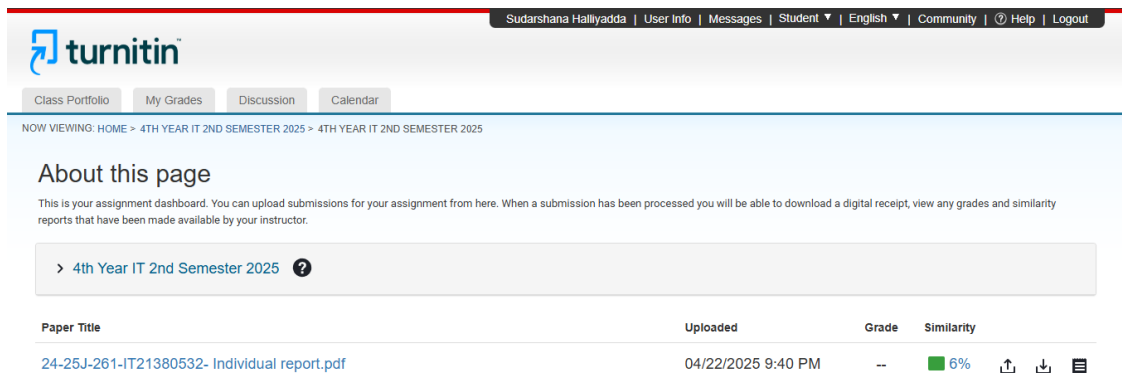 Sudarshana Halliyadda | User Info | Messages | Student ▼ | English ▼ | Community | ? Help | Logout
turnitin
Class Portfolio My Grades Discussion Calendar
NOW VIEWING: HOME > 4TH YEAR IT 2ND SEMESTER 2025 > 4TH YEAR IT 2ND SEMESTER 2025
About this page
This is your assignment dashboard. You can upload submissions for your assignment from here. When a submission has been processed you will be able to download a digital receipt, view any grades and similarity
reports that have been made available by your instructor.
> 4th Year IT 2nd Semester 2025 ?
Paper Title Uploaded Grade Similarity
24-25J-261-IT21380532- Individual report.pdf 04/22/2025 9:40 PM -- 6%